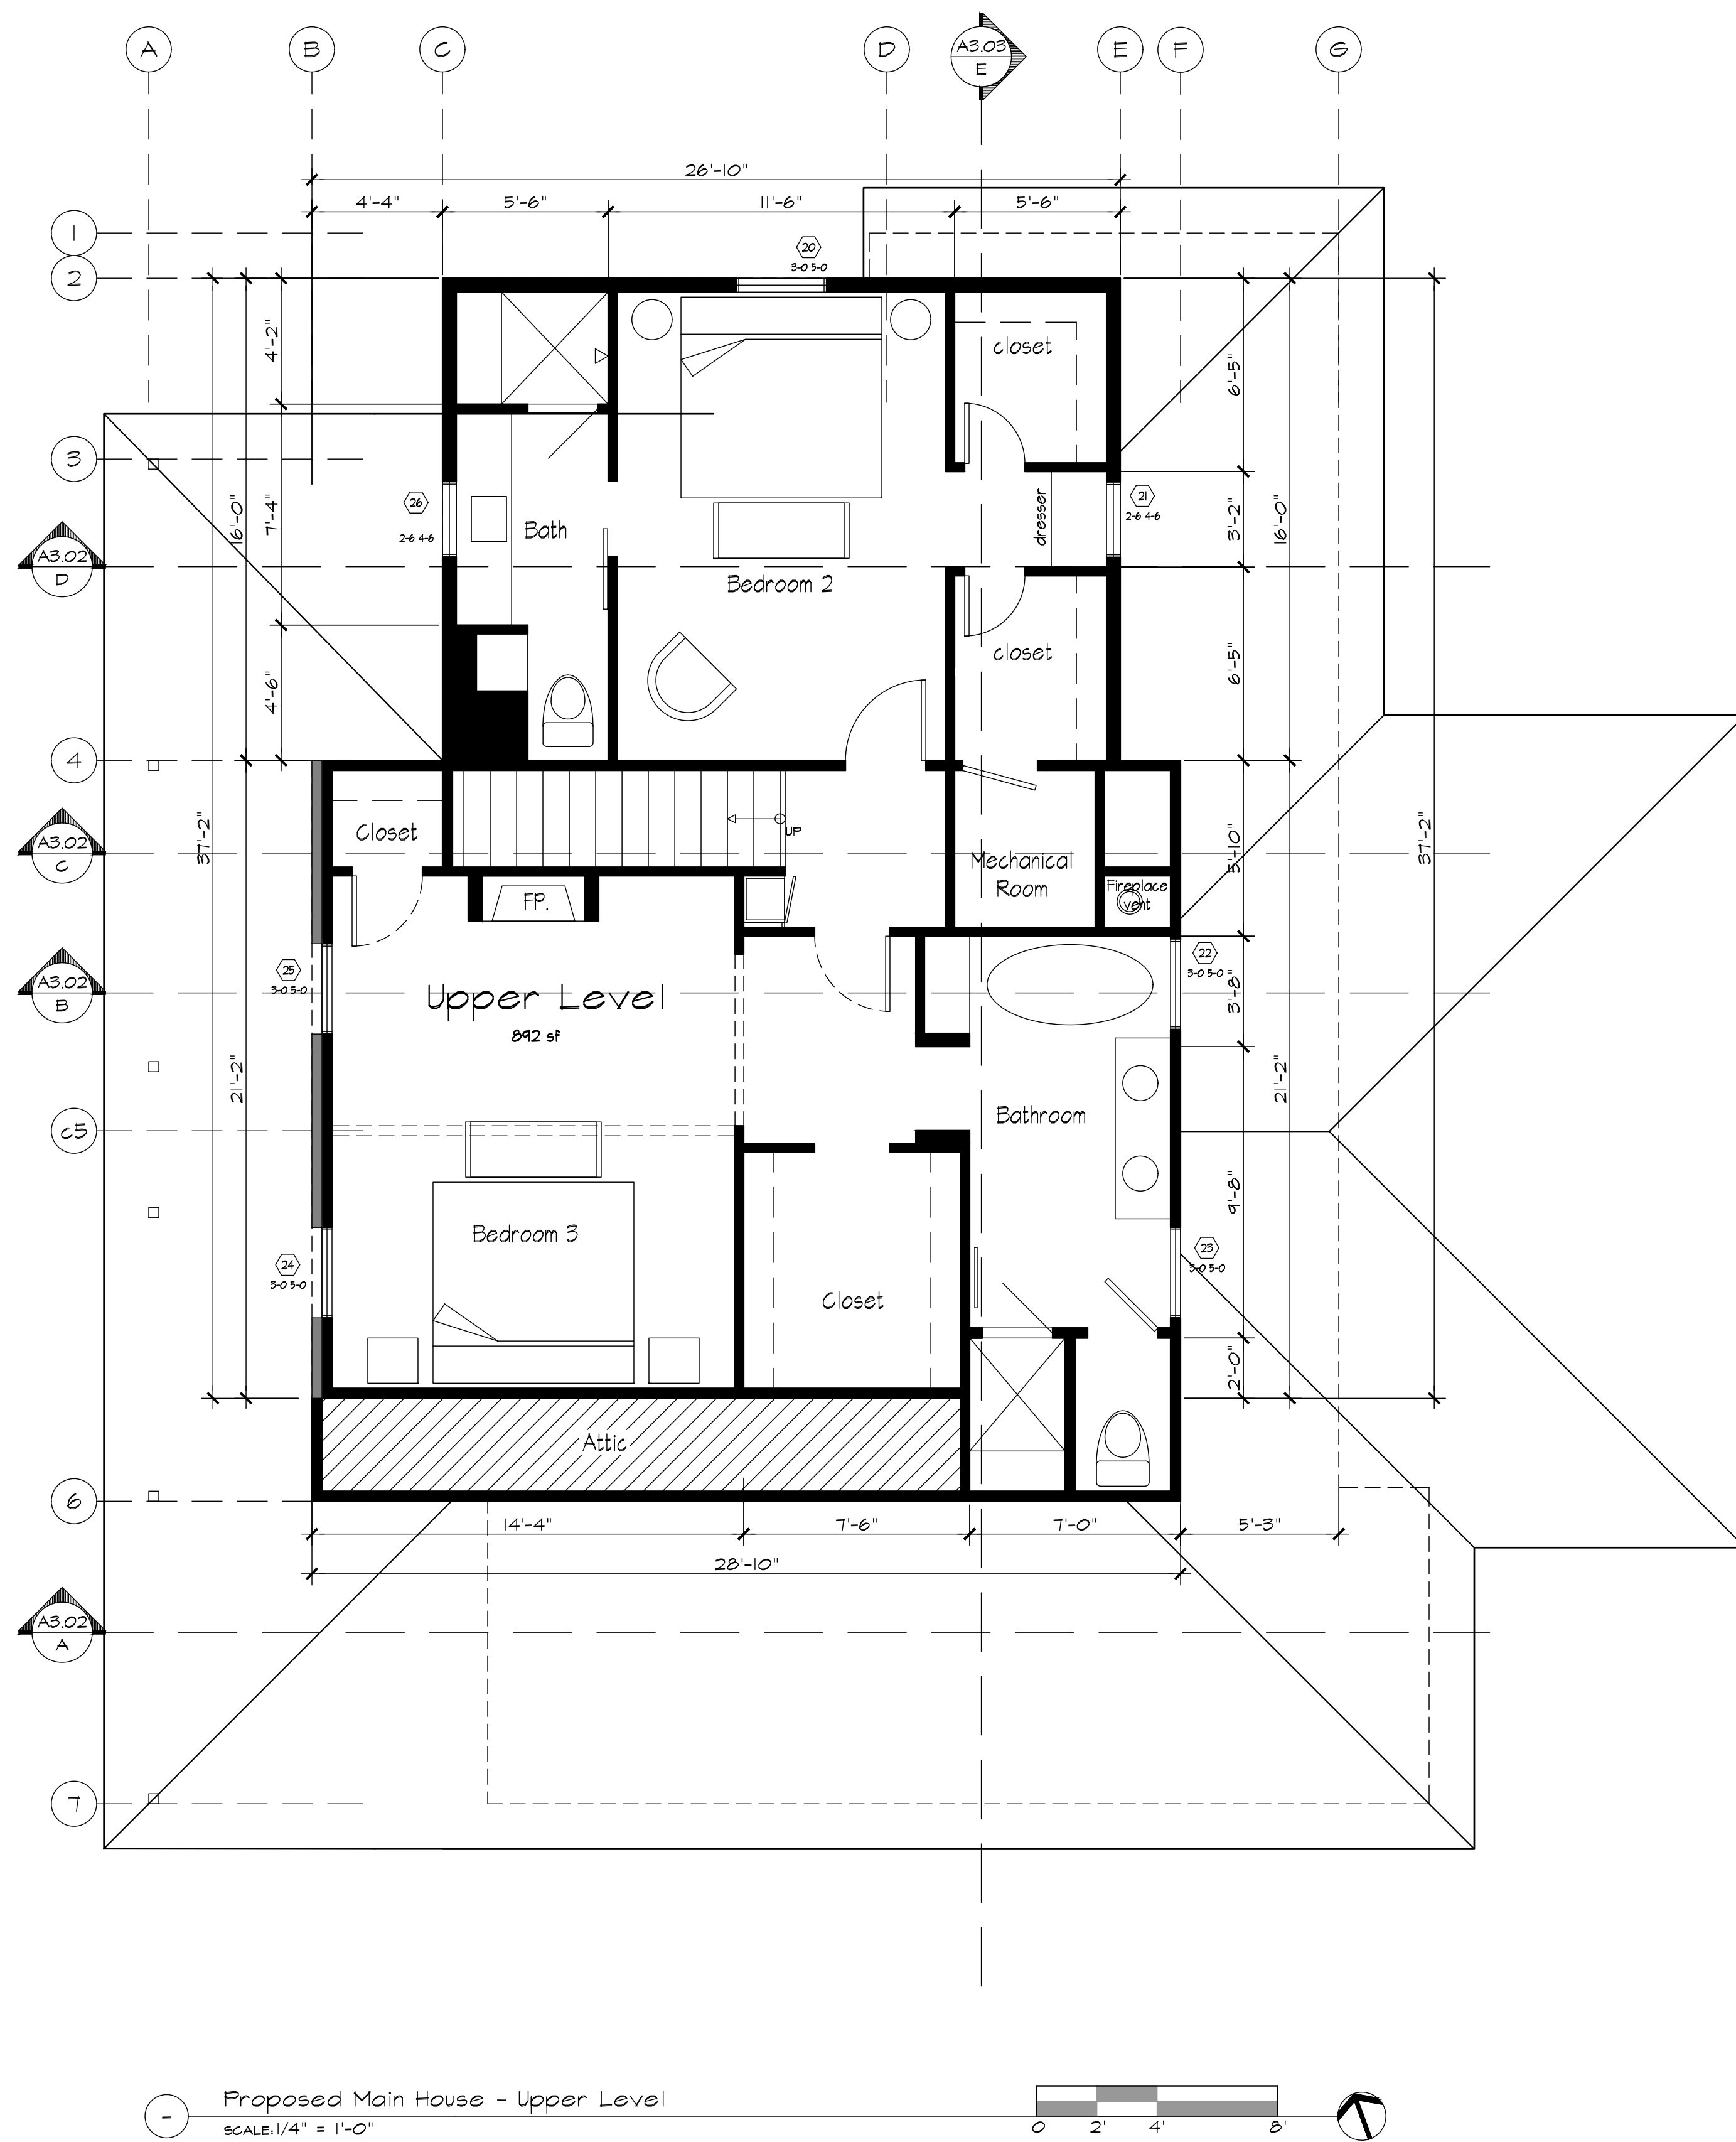 A
B
C
D
A3.03
E
E
F
G
26'-10"
4'-4"
5'-6"
11'-6"
5'-6"
1
20
3-0 5-0
2
4'-2"
closet
6'-5"
3
26
2-6 4-6
16'-0"
7'-4"
Bath
dresser
21
2-6 4-6
3'-2"
16'-0"
A3.02
D
Bedroom 2
4'-6"
closet
6'-5"
4
37'-2"
Closet
UP
5'-10"
37'-2"
A3.02
C
Mechanical
Room
FP.
Fireplace
vent
25
3-0 5-0
22
3-0 5-0
3'-8"
A3.02
B
Upper Level
892 sf
21'-2"
21'-2"
c5
Bathroom
9'-8"
Bedroom 3
24
3-0 5-0
23
3-0 5-0
Closet
2'-0"
Attic
6
14'-4"
7'-6"
7'-0"
5'-3"
28'-10"
A3.02
A
7
-
Proposed Main House - Upper Level
SCALE: 1/4" = 1'-0"
0
2'
4'
8'